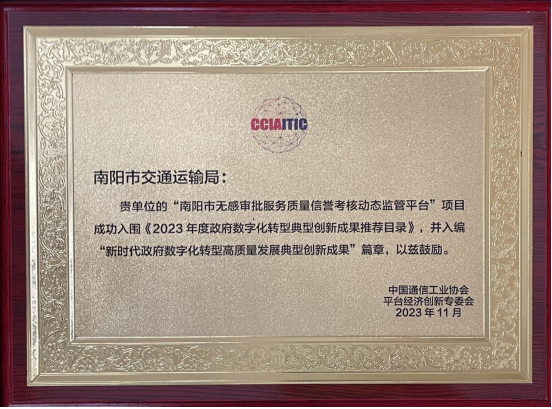 CCIAITIC
南阳市交通运输局：
贵单位的“南阳市无感审批服务质量信誉考核动态监管平台”项目
成功入围《2023年度政府数字化转型典型创新成果推荐目录》，并入编
“新时代政府数字化转型高质量发展典型创新成果”篇章，以兹鼓励。
中国通信工业协会
平台经济创新专委会
2023年11月